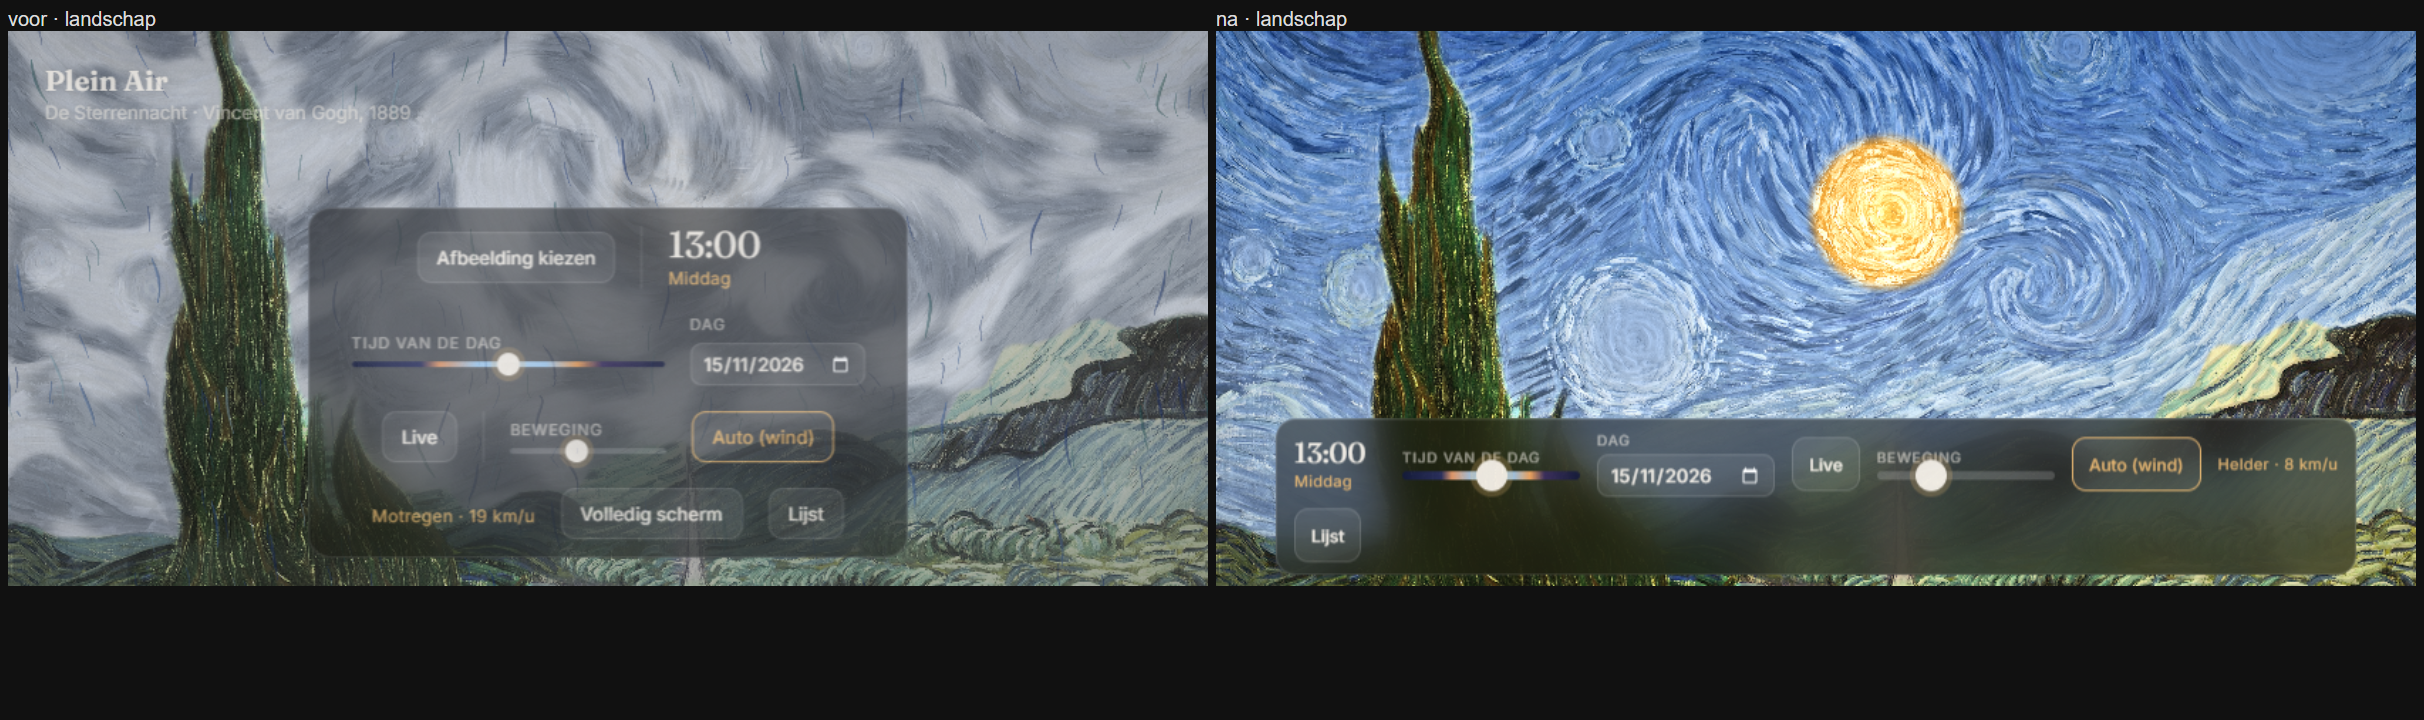 voor · landschap
Plein Air
De Sterrennacht · Vincent van Gogh, 1889
Afbeelding kiezen
13:00
Middag
TIJD VAN DE DAG
DAG
15/11/2026
Live
BEWEGING
Auto (wind)
Motregen · 19 km/u
Volledig scherm
Lijst
na · landschap
13:00
Middag
TIJD VAN DE DAG
DAG
15/11/2026
Live
BEWEGING
Auto (wind)
Helder · 8 km/u
Lijst